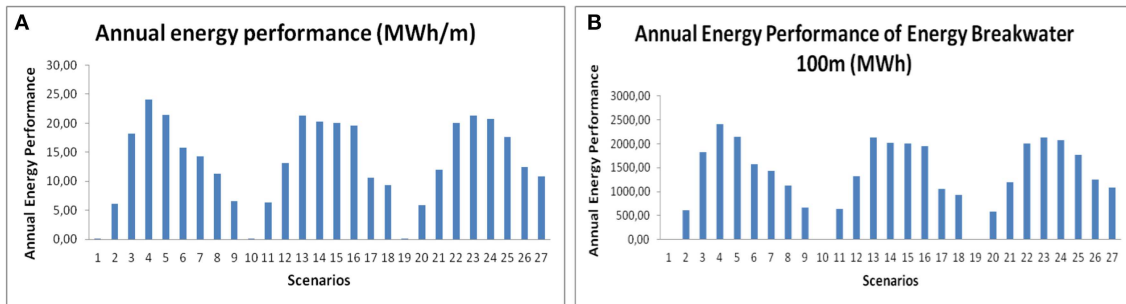 A
Annual energy performance (MWh/m)
Annual Energy Performance
35,00
30,00
25,00
20,00
15,00
10,00
5,00
0,00
1 2 3 4 5 6 7 8 9 10 11 12 13 14 15 16 17 18 19 20 21 22 23 24 25 26 27
Scenarios
B
Annual Energy Performance of Energy Breakwater
100m (MWh)
Annual Energy Performance
3000,00
2500,00
2000,00
1500,00
1000,00
500,00
0,00
1 2 3 4 5 6 7 8 9 10 11 12 13 14 15 16 17 18 19 20 21 22 23 24 25 26 27
Scenarios